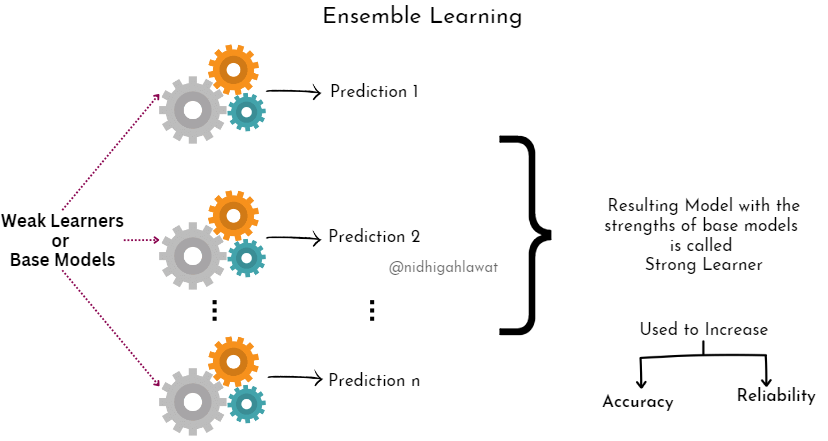 Ensemble Learning
Prediction 1
Weak Learners
or
Base Models
Prediction 2
@nidhigahlawat
Prediction n
Resulting Model with the
strengths of base models
is called
Strong Learner
Used to Increase
Accuracy
Reliability